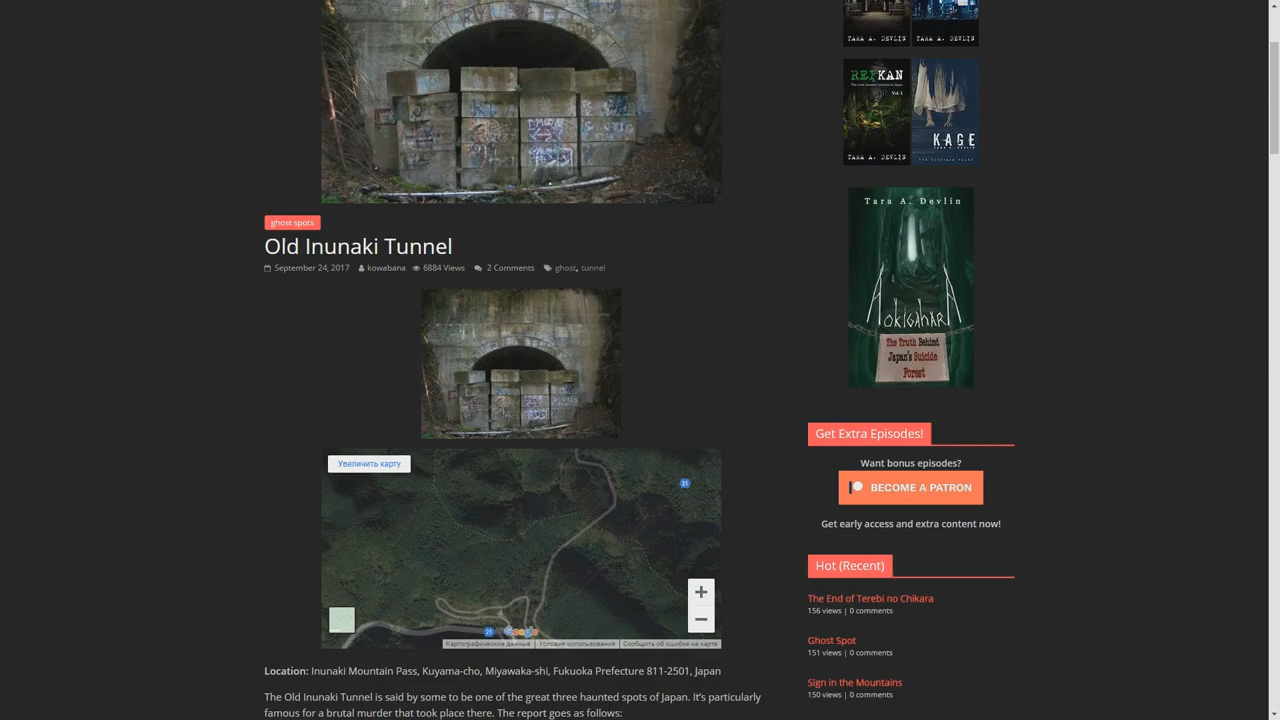 TARA A. DEVLIN
TARA A. DEVLIN
REIKAN
Vol. 1
TARA A. DEVLIN
KAGE
ghost spots
Old Inunaki Tunnel
September 24, 2017 kowabana 6884 Views 2 Comments ghost, tunnel
Tara A. Devlin
AOKIGAHARA
The Truth Behind
Japan's Suicide
Forest
Увеличить карту
21
21
Google
Картографические данные Условия использования Сообщить об ошибке на карте
Location: Inunaki Mountain Pass, Kuyama-cho, Miyawaka-shi, Fukuoka Prefecture 811-2501, Japan
The Old Inunaki Tunnel is said by some to be one of the great three haunted spots of Japan. It's particularly
famous for a brutal murder that took place there. The report goes as follows:
Get Extra Episodes!
Want bonus episodes?
BECOME A PATRON
Get early access and extra content now!
Hot (Recent)
The End of Terebi no Chikara
156 views | 0 comments
Ghost Spot
151 views | 0 comments
Sign in the Mountains
150 views | 0 comments